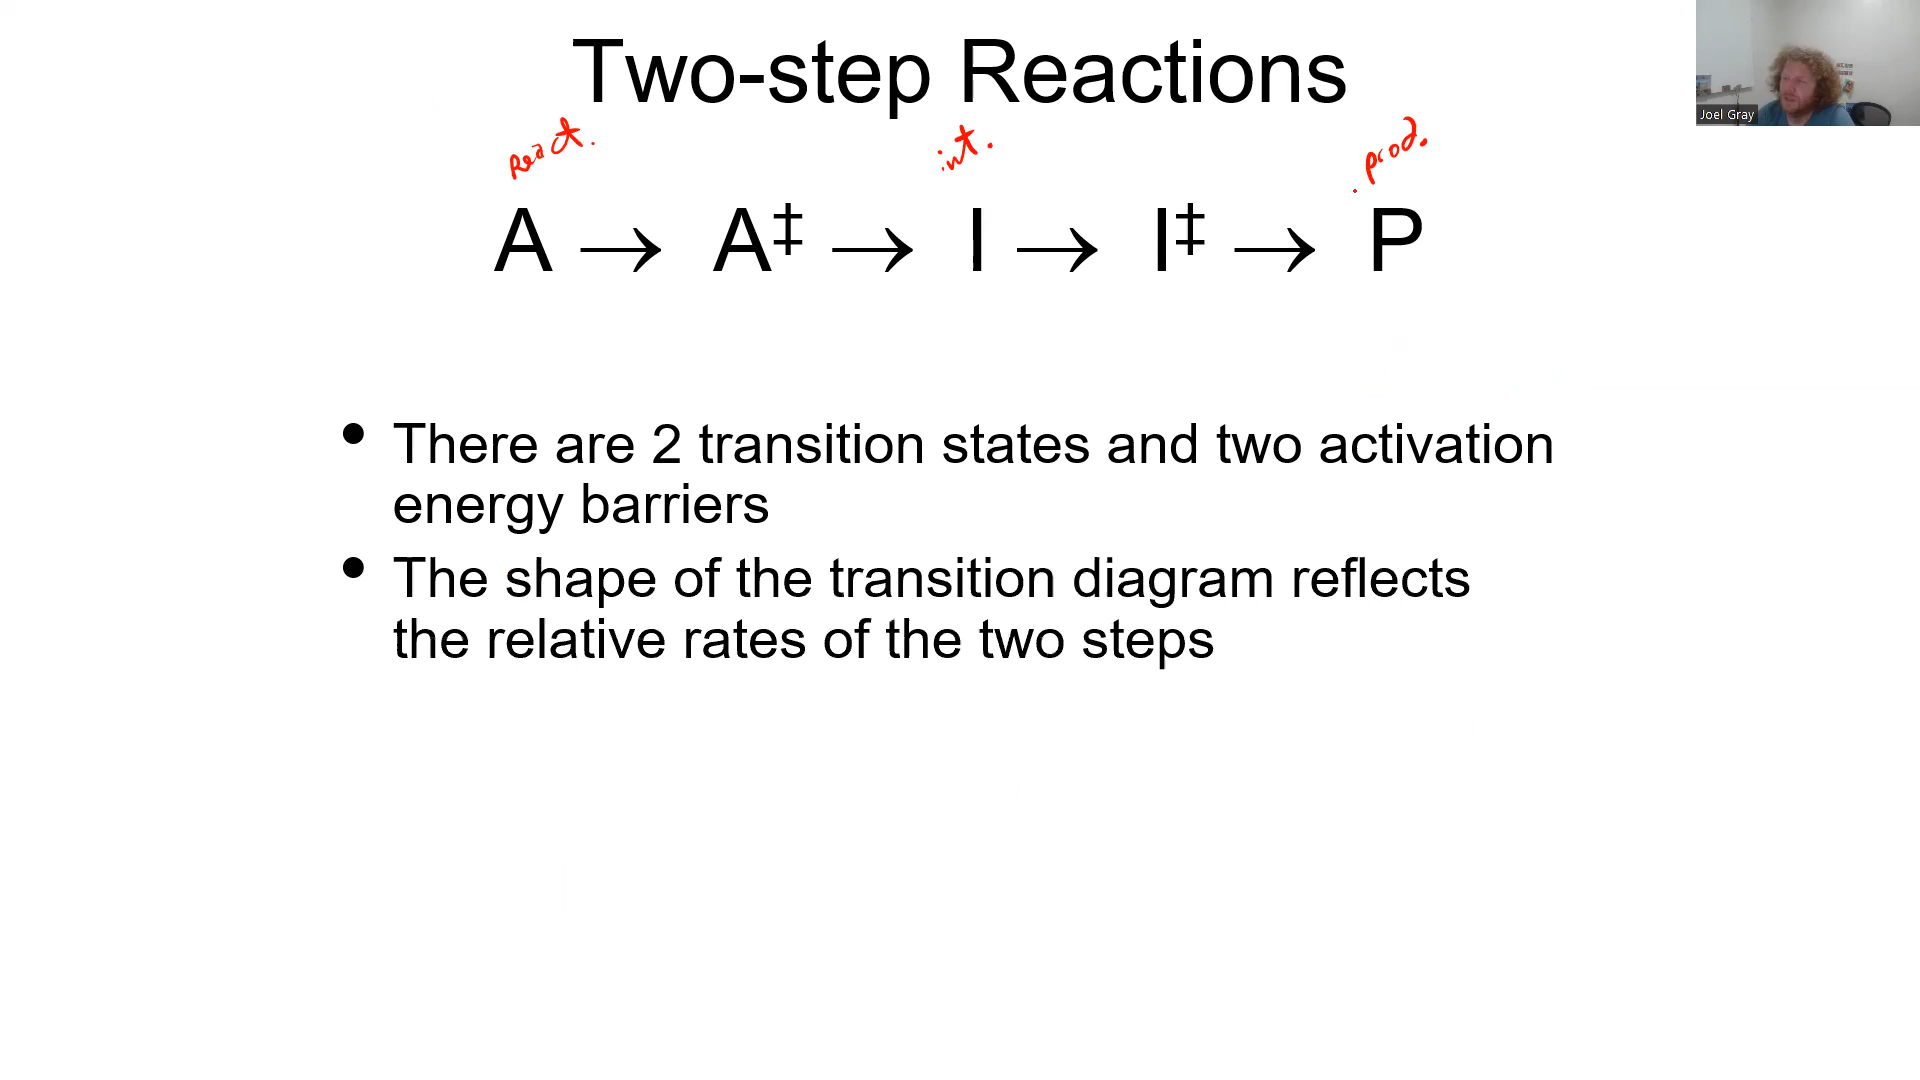 Two-step Reactions
Joel Gray
React.
int.
prod.
A → A‡ → I → I‡ → P
• There are 2 transition states and two activation
energy barriers
• The shape of the transition diagram reflects
the relative rates of the two steps